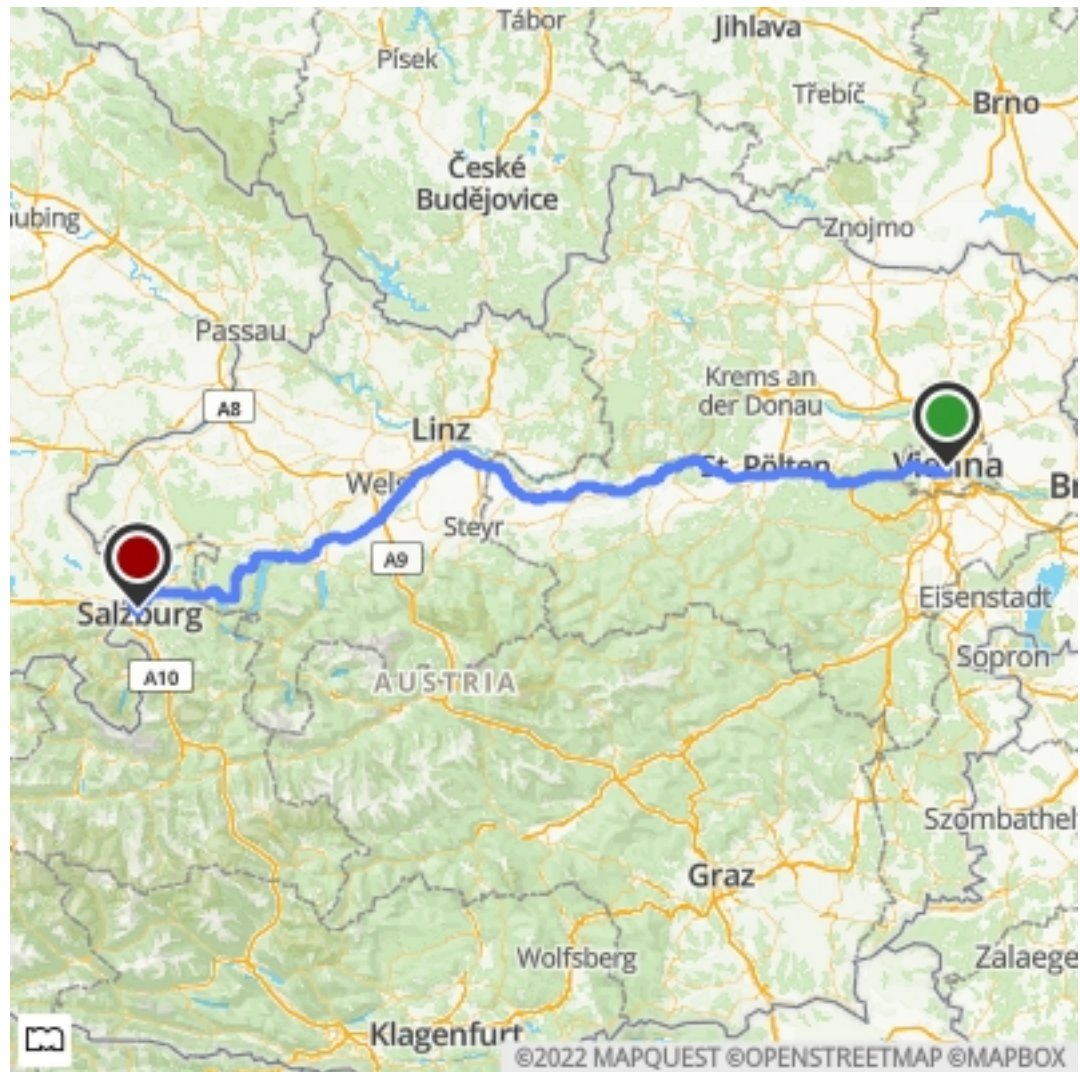 Tábor
Jihlava
Písek
Třebíč
Brno
České
Budějovice
ubing
Znojmo
Passau
Krems an
der Donau
A8
Linz
St. Pölten
Vienna
Wels
Br
Steyr
A9
Eisenstadt
Salzburg
Sopron
A10
AUSTRIA
Szombathel
Graz
Wolfsberg
Zalaege
Klagenfurt
©2022 MAPQUEST ©OPENSTREETMAP ©MAPBOX